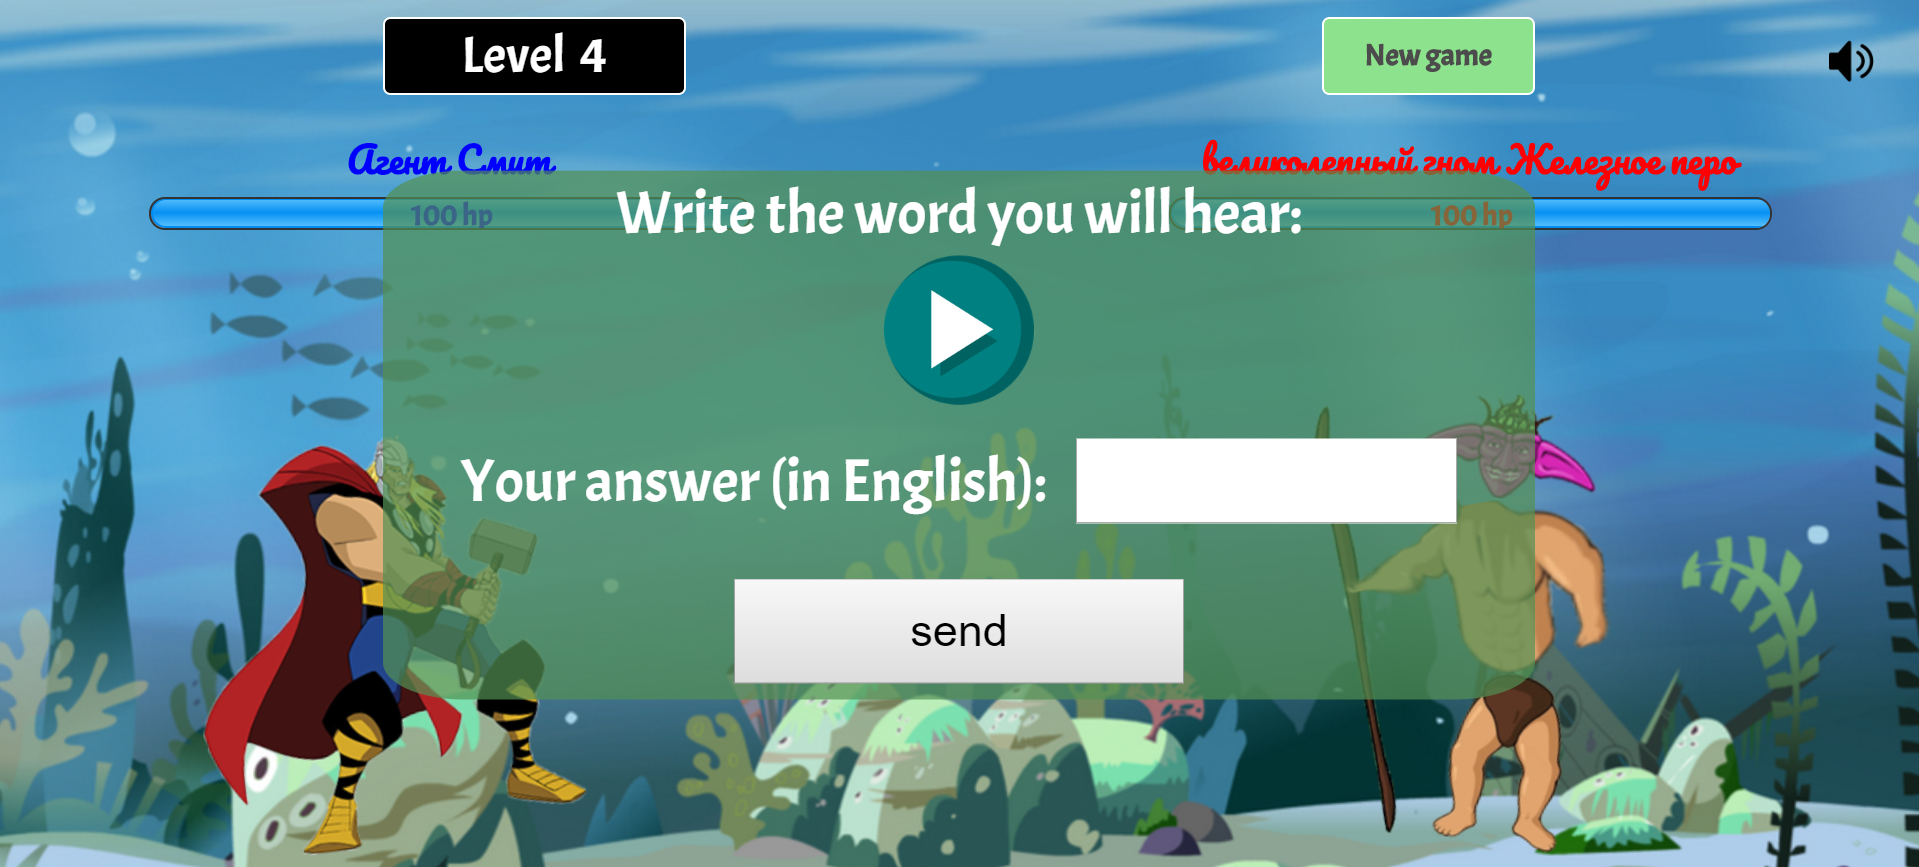 Level 4
New game
Агент Смит
великолепный гном Железное перо
100 hp
100 hp
Write the word you will hear:
Your answer (in English):
send